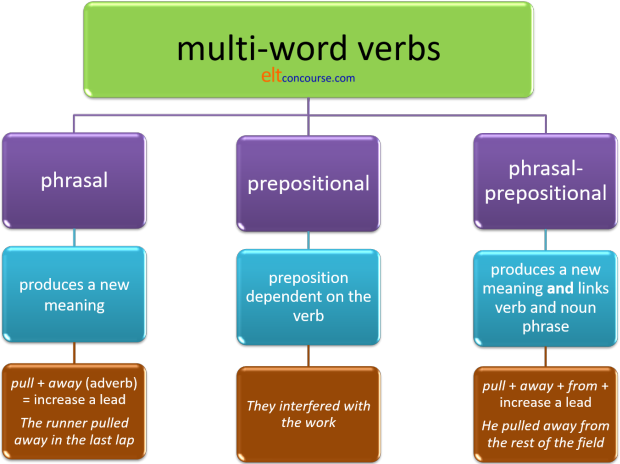 multi-word verbs
eltconcourse.com
phrasal
prepositional
phrasal-
prepositional
produces a new
meaning
preposition
dependent on the
verb
produces a new
meaning and links
verb and noun
phrase
pull + away (adverb)
= increase a lead
The runner pulled
away in the last lap
They interfered with
the work
pull + away + from +
increase a lead
He pulled away from
the rest of the field